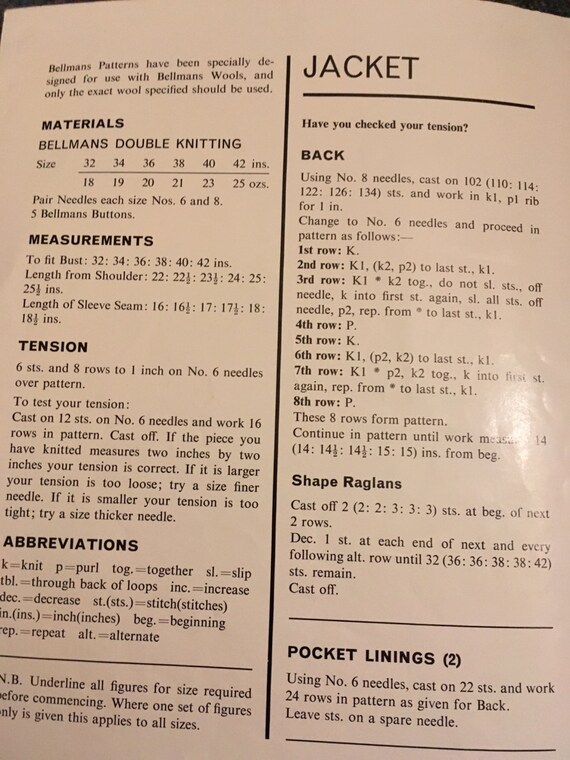 Bellmans Patterns have been specially de-
signed for use with Bellmans Wools, and
only the exact wool specified should be used.
MATERIALS
BELLMANS DOUBLE KNITTING
Size 32 34 36 38 40 42 ins.
18 19 20 21 23 25 ozs.
Pair Needles each size Nos. 6 and 8.
5 Bellmans Buttons.
MEASUREMENTS
To fit Bust: 32: 34: 36: 38: 40: 42 ins.
Length from Shoulder: 22: 22½: 23½: 24: 25:
25½ ins.
Length of Sleeve Seam: 16: 16½: 17: 17½: 18:
18½ ins.
TENSION
6 sts. and 8 rows to 1 inch on No. 6 needles
over pattern.
To test your tension:
Cast on 12 sts. on No. 6 needles and work 16
rows in pattern. Cast off. If the piece you
have knitted measures two inches by two
inches your tension is correct. If it is larger
your tension is too loose; try a size finer
needle. If it is smaller your tension is too
tight; try a size thicker needle.
ABBREVIATIONS
k=knit p=purl tog.=together sl.=slip
tbl.=through back of loops inc.=increase
dec.=decrease st.(sts.)=stitch(stitches)
in.(ins.)=inch(inches) beg.=beginning
rep.=repeat alt.=alternate
N.B. Underline all figures for size required
before commencing. Where one set of figures
only is given this applies to all sizes.
JACKET
Have you checked your tension?
BACK
Using No. 8 needles, cast on 102 (110: 114:
122: 126: 134) sts. and work in k1, p1 rib
for 1 in.
Change to No. 6 needles and proceed in
pattern as follows:—
1st row: K.
2nd row: K1, (k2, p2) to last st., k1.
3rd row: K1 * k2 tog., do not sl. sts., off
needle, k into first st. again, sl. all sts. off
needle, p2, rep. from * to last st., k1.
4th row: P.
5th row: K.
6th row: K1, (p2, k2) to last st., k1.
7th row: K1 * p2, k2 tog., k into first st.
again, rep. from * to last st., k1.
8th row: P.
These 8 rows form pattern.
Continue in pattern until work 14
(14: 14½: 14½: 15: 15) ins. from beg.
Shape Raglans
Cast off 2 (2: 2: 3: 3: 3) sts. at beg. of next
2 rows.
Dec. 1 st. at each end of next and every
following alt. row until 32 (36: 36: 38: 38: 42)
sts. remain.
Cast off.
POCKET LININGS (2)
Using No. 6 needles, cast on 22 sts. and work
24 rows in pattern as given for Back.
Leave sts. on a spare needle.